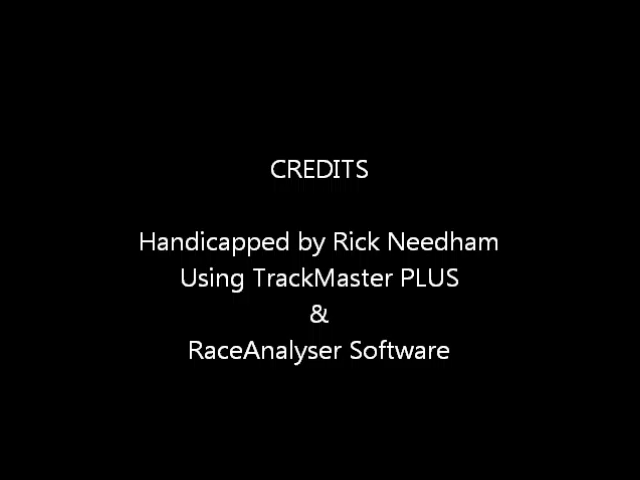 CREDITS
Handicapped by Rick Needham
Using TrackMaster PLUS
&
RaceAnalyser Software